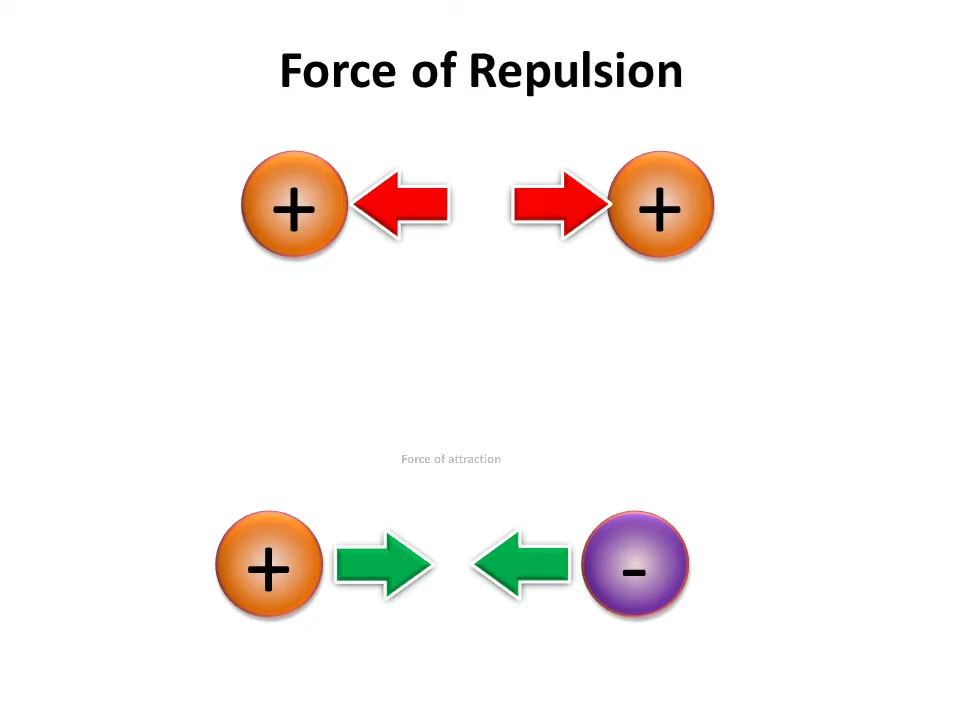 Force of Repulsion
+ +
Force of attraction
+ -